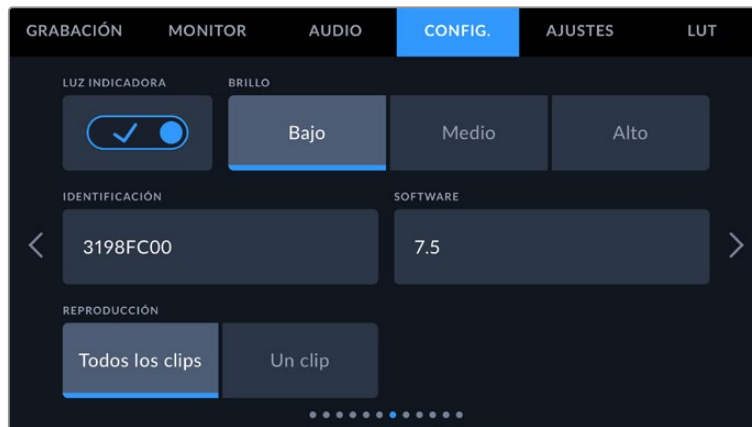 GRABACIÓN MONITOR AUDIO CONFIG. AJUSTES LUT
LUZ INDICADORA BRILLO
Bajo Medio Alto
IDENTIFICACIÓN SOFTWARE
3198FC00 7.5
REPRODUCCIÓN
Todos los clips Un clip